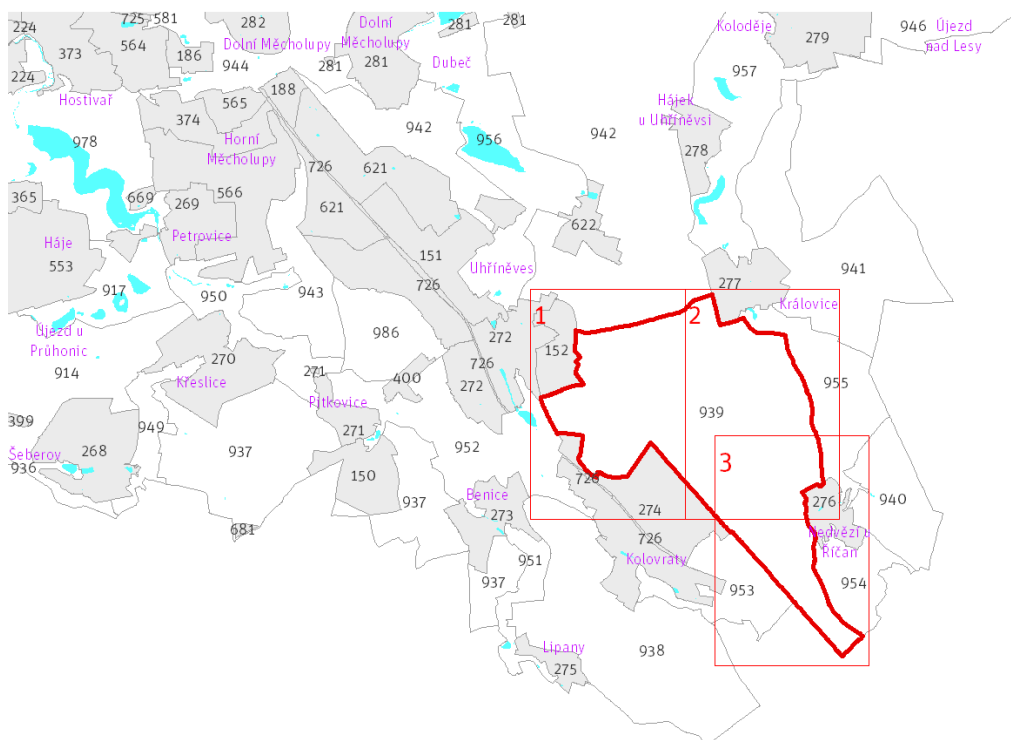 725
581
282
Dolní
281
281
Koloděje
279
946
Újezd
nad Lesy
224
373
564
186
Dolní Měcholupy
Měcholupy
944
281
281
Dubeč
957
224
188
Hostivař
565
374
Hájek
u Uhříněvsi
978
Horní
Měcholupy
942
956
942
278
726
621
365
669
269
566
621
622
Háje
553
Petrovice
151
Uhříněves
941
917
950
943
726
277
Královice
Újezd u
Průhonic
914
986
272
1
2
152
726
270
271
400
272
955
Křeslice
Pitkovice
939
399
949
271
Šeberov
936
268
937
952
3
150
726
Benice
937
274
276
940
273
681
726
Nedvězí u
Říčan
951
Kolovraty
937
953
954
Lipany
938
275